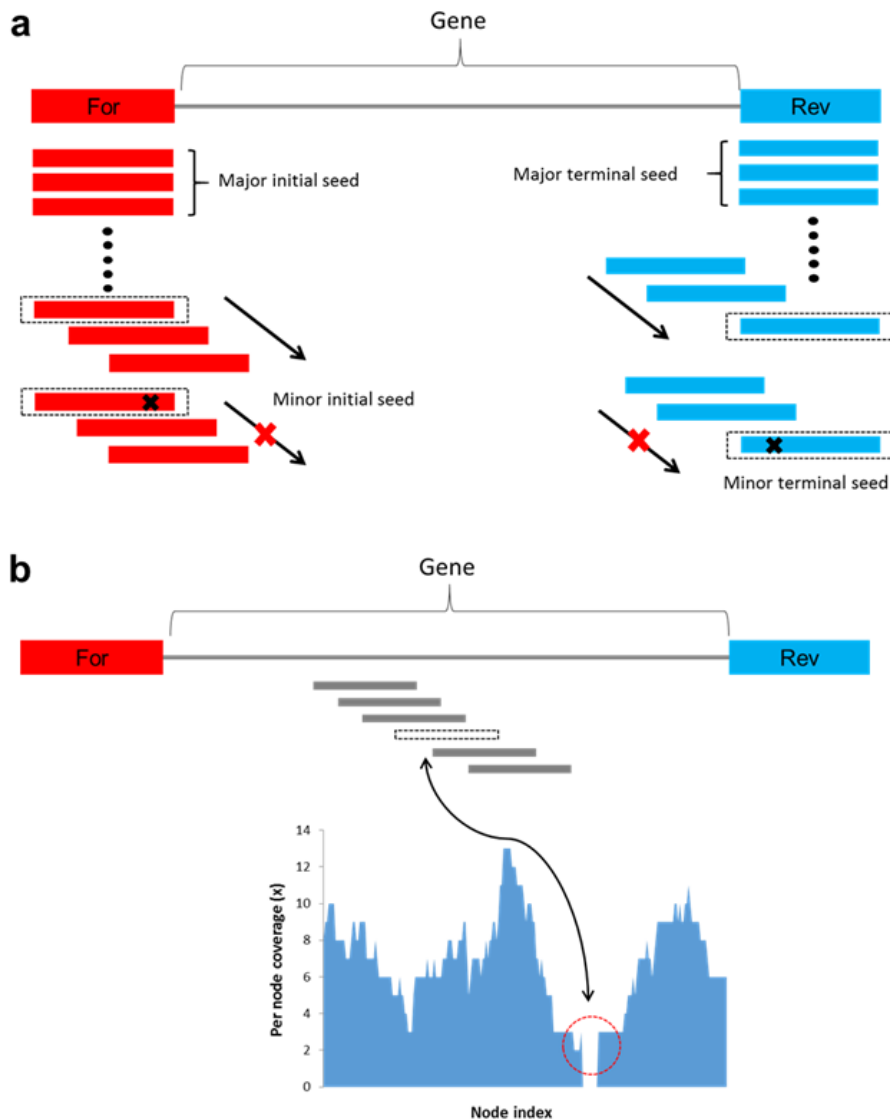 a
Gene
For
Rev
Major initial seed
Major terminal seed
Minor initial seed
Minor terminal seed
b
Gene
For
Rev
14
12
10
8
6
4
2
0
Per node coverage (x)
Node index